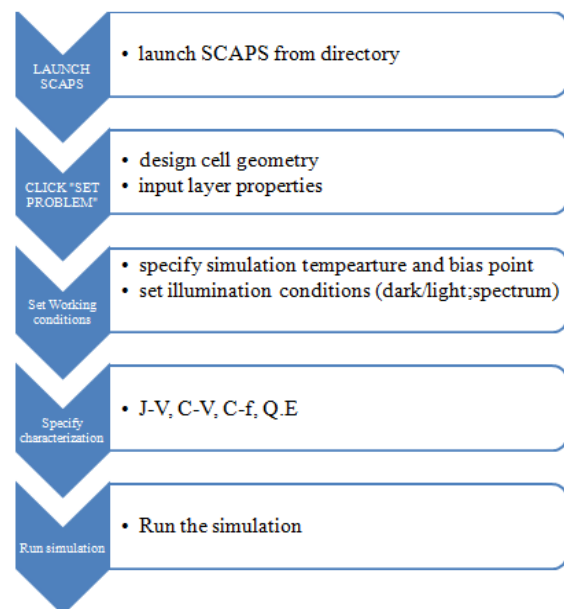 LAUNCH
SCAPS
• launch SCAPS from directory
CLICK "SET
PROBLEM"
• design cell geometry
• input layer properties
Set Working
conditions
• specify simulation tempearture and bias point
• set illumination conditions (dark/light;spectrum)
Specify
characterization
• J-V, C-V, C-f, Q.E
Run simulation
• Run the simulation